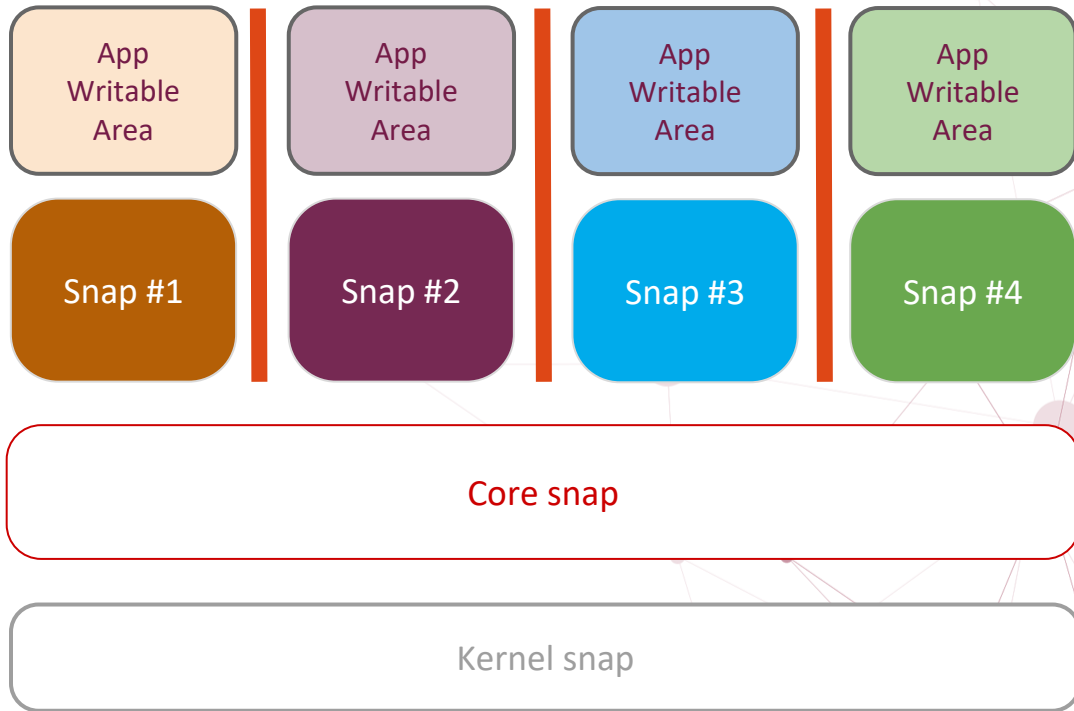 App
Writable
Area
App
Writable
Area
App
Writable
Area
App
Writable
Area
Snap #1
Snap #2
Snap #3
Snap #4
Core snap
Kernel snap